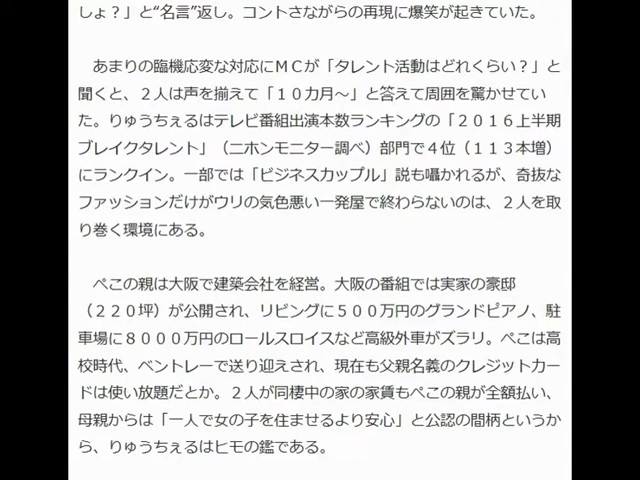 しょ？」と“名言”返し。コントさながらの再現に爆笑が起きていた。
あまりの臨機応変な対応にＭＣが「タレント活動はどれくらい？」と
聞くと、２人は声を揃えて「１０カ月～」と答えて周囲を驚かせてい
た。りゅうちぇるはテレビ番組出演本数ランキングの「２０１６上半期
ブレイクタレント」（ニホンモニター調べ）部門で４位（１１３本増）
にランクイン。一部では「ビジネスカップル」説も囁かれるが、奇抜な
ファッションだけがウリの気色悪い一発屋で終わらないのは、２人を取
り巻く環境にある。
ぺこの親は大阪で建築会社を経営。大阪の番組では実家の豪邸
（２２０坪）が公開され、リビングに５００万円のグランドピアノ、駐
車場に８０００万円のロールスロイスなど高級外車がズラリ。ぺこは高
校時代、ベントレーで送り迎えされ、現在も父親名義のクレジットカー
ドは使い放題だとか。２人が同棲中の家の家賃もぺこの親が全額払い、
母親からは「一人で女の子を住ませるより安心」と公認の間柄というか
ら、りゅうちぇるはヒモの鑑である。